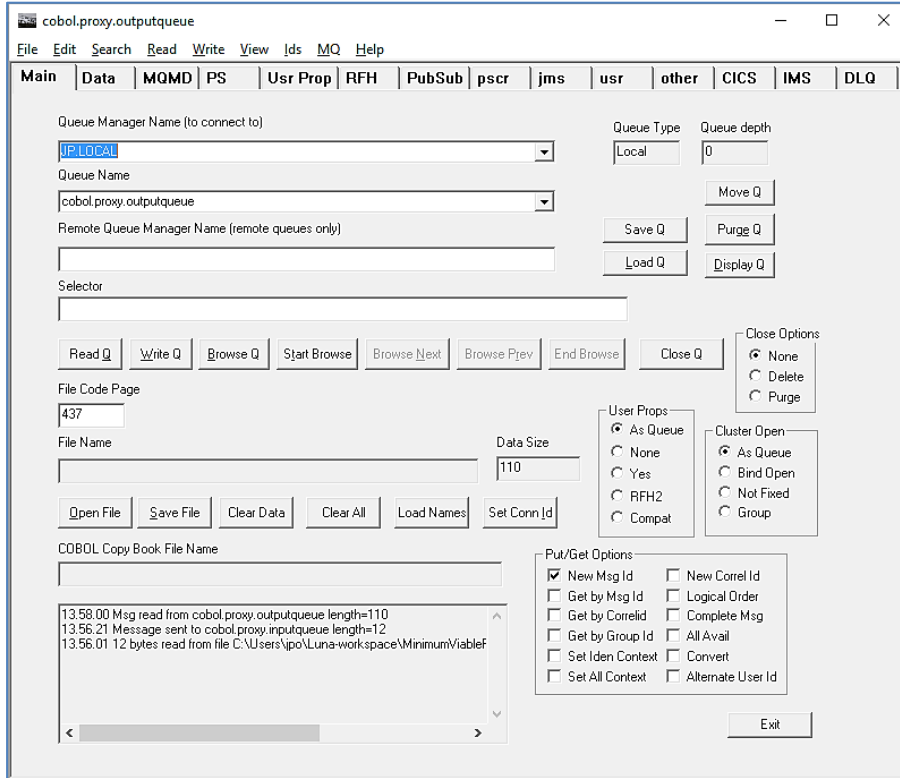 cobol.proxy.outputqueue
File Edit Search Read Write View Ids MQ Help
Main Data MQMD PS Usr Prop RFH PubSub pscr jms usr other CICS IMS DLQ
Queue Manager Name (to connect to)
JP.LOCAL
Queue Type Queue depth
Local 0
Queue Name
cobol.proxy.outputqueue
Move Q
Remote Queue Manager Name (remote queues only)
Save Q Purge Q
Load Q Display Q
Selector
Read Q Write Q Browse Q Start Browse Browse Next Browse Prev End Browse Close Q
Close Options
None
Delete
Purge
File Code Page
437
File Name
Data Size
110
User Props
As Queue
None
Yes
RFH2
Compat
Cluster Open
As Queue
Bind Open
Not Fixed
Group
Open File Save File Clear Data Clear All Load Names Set Conn Id
COBOL Copy Book File Name
13.58.00 Msg read from cobol.proxy.outputqueue length=110
13.56.21 Message sent to cobol.proxy.inputqueue length=12
13.56.01 12 bytes read from file C:\Users\jpo\Luna-workspace\MinimumViableF
Put/Get Options
New Msg Id New Correl Id
Get by Msg Id Logical Order
Get by Correlid Complete Msg
Get by Group Id All Avail
Set Iden Context Convert
Set All Context Alternate User Id
Exit